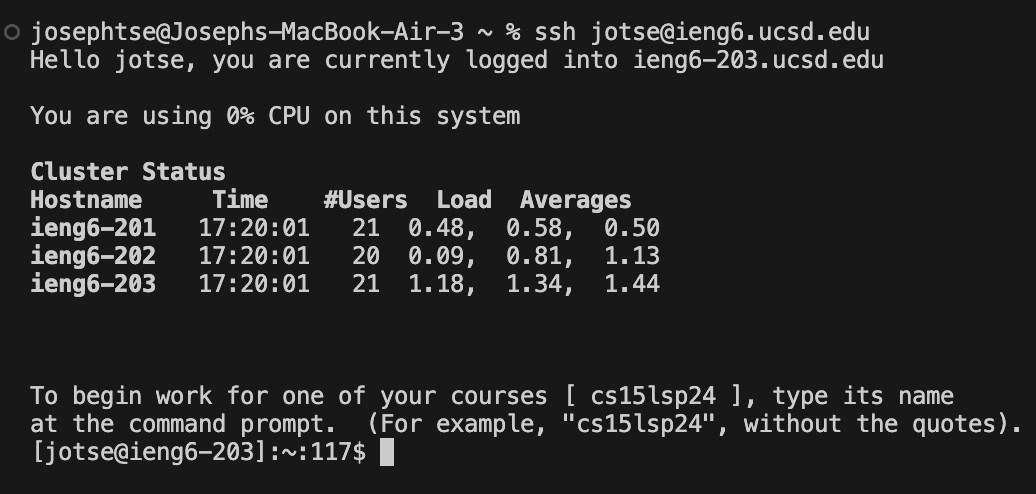 josephtse@Josephs-MacBook-Air-3 ~ % ssh jotse@ieng6.ucsd.edu
Hello jotse, you are currently logged into ieng6-203.ucsd.edu
You are using 0% CPU on this system
Cluster Status
Hostname     Time    #Users  Load  Averages
ieng6-201   17:20:01   21  0.48,  0.58,  0.50
ieng6-202   17:20:01   20  0.09,  0.81,  1.13
ieng6-203   17:20:01   21  1.18,  1.34,  1.44
To begin work for one of your courses [ cs15lsp24 ], type its name
at the command prompt.  (For example, "cs15lsp24", without the quotes).
[jotse@ieng6-203]:~:117$